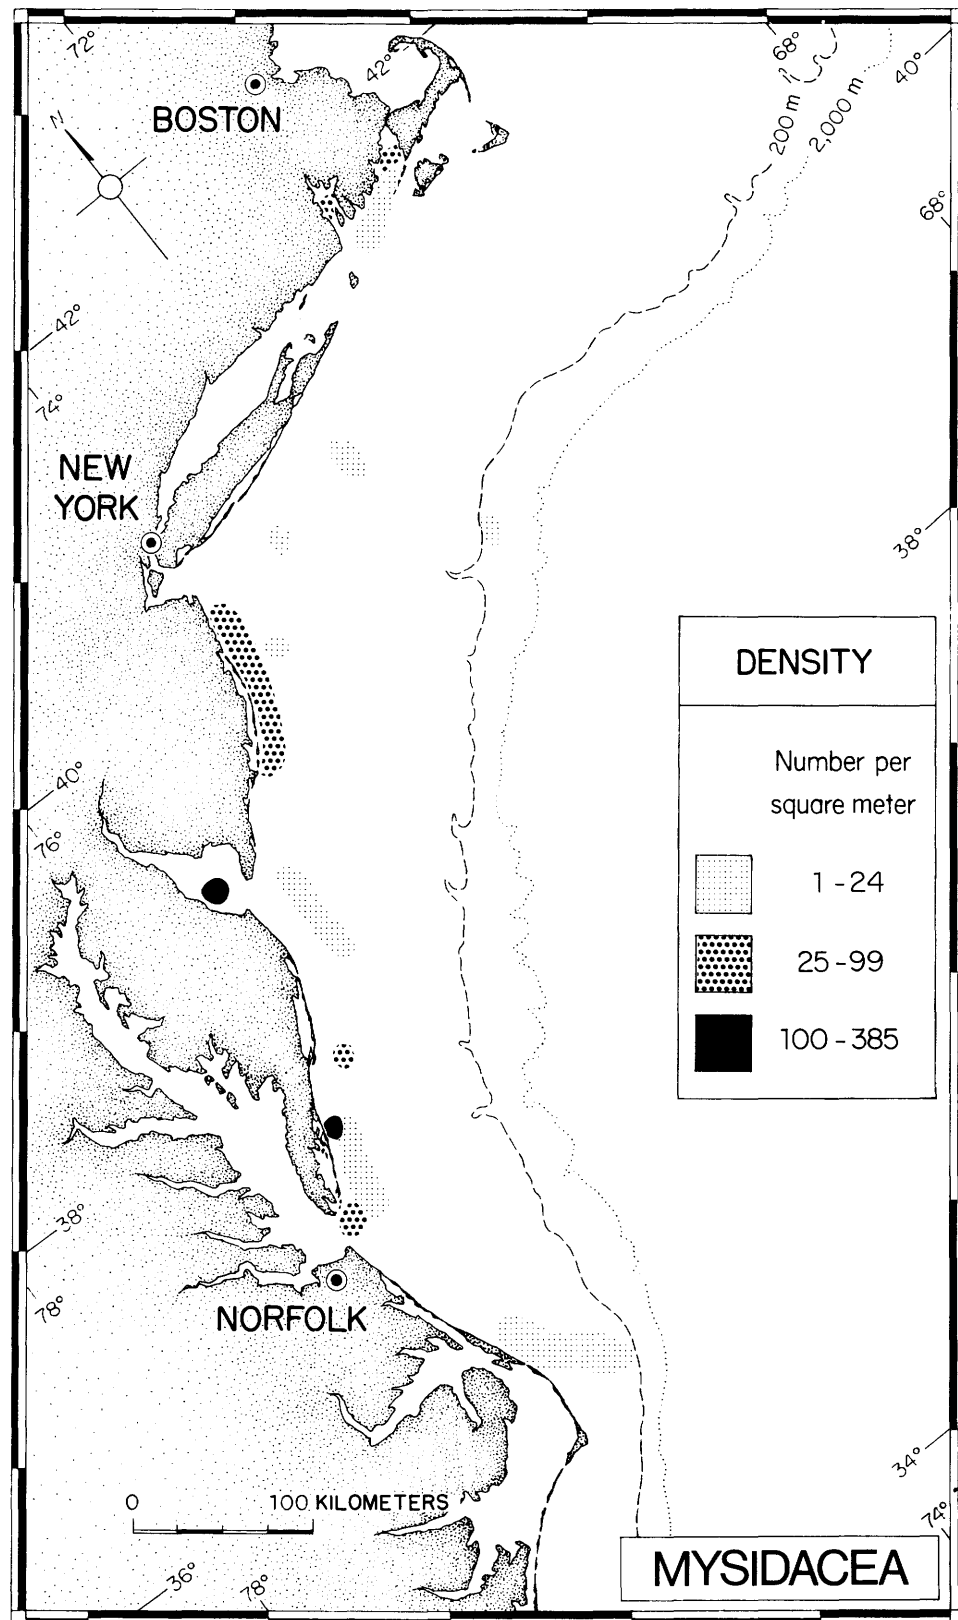 72°
42°
68°
40°
BOSTON
200 m
2,000 m
N
68°
42°
74°
NEW
YORK
38°
DENSITY
Number per
square meter
40°
76°
1-24
25-99
100-385
38°
78°
NORFOLK
34°
0 100 KILOMETERS
74°
MYSIDACEA
36°
78°